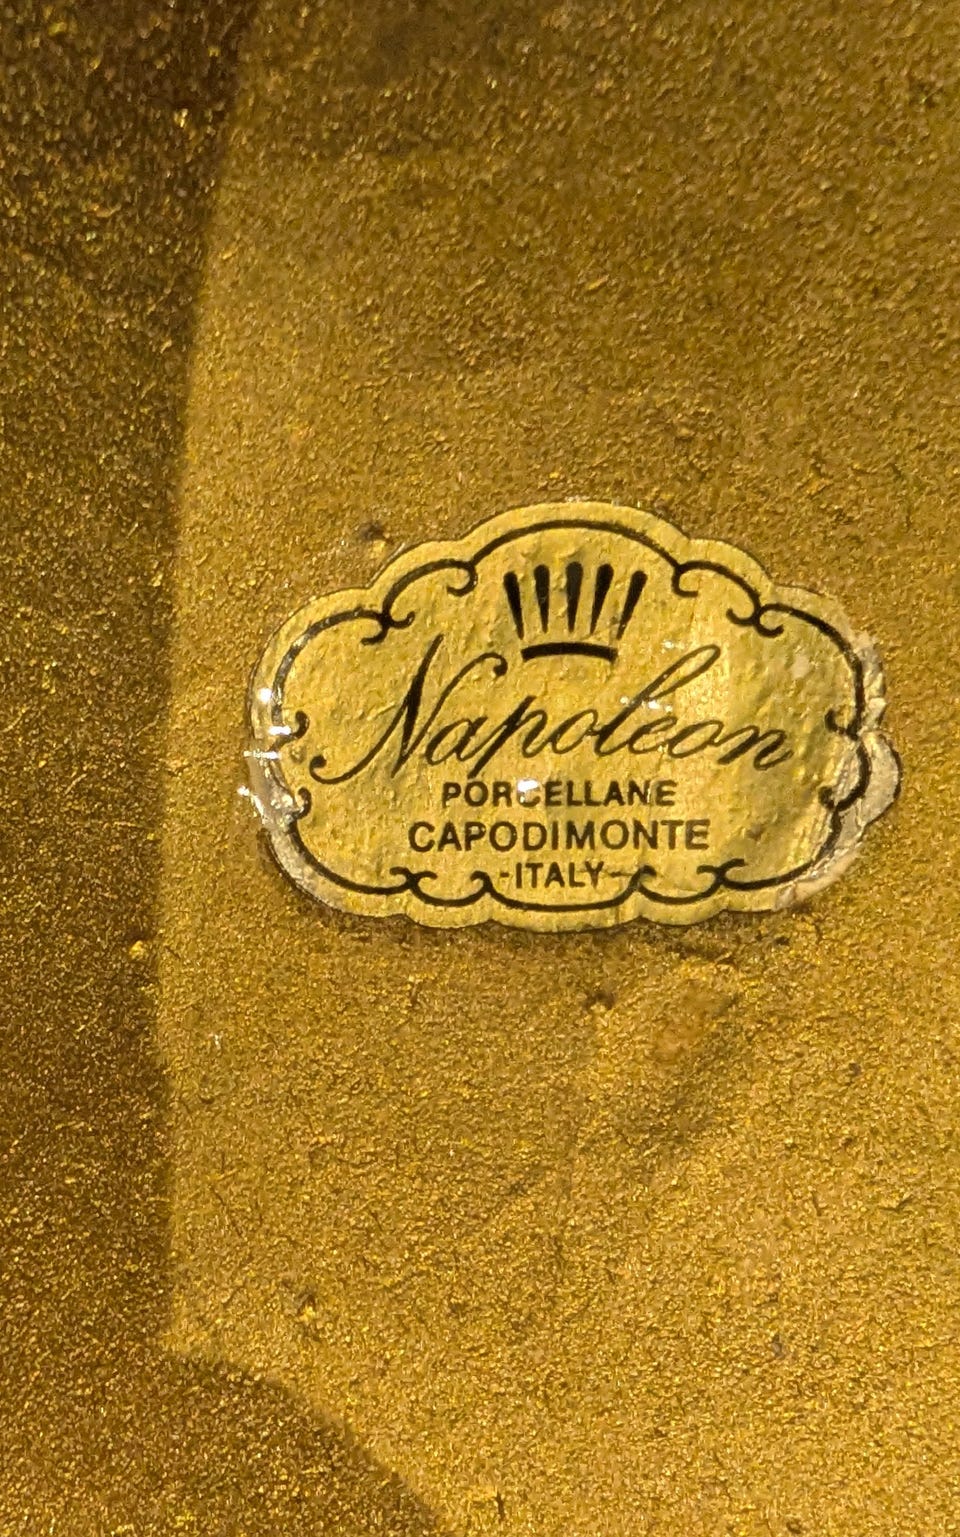 Napoleon
PORCELLANE
CAPODIMONTE
-ITALY-